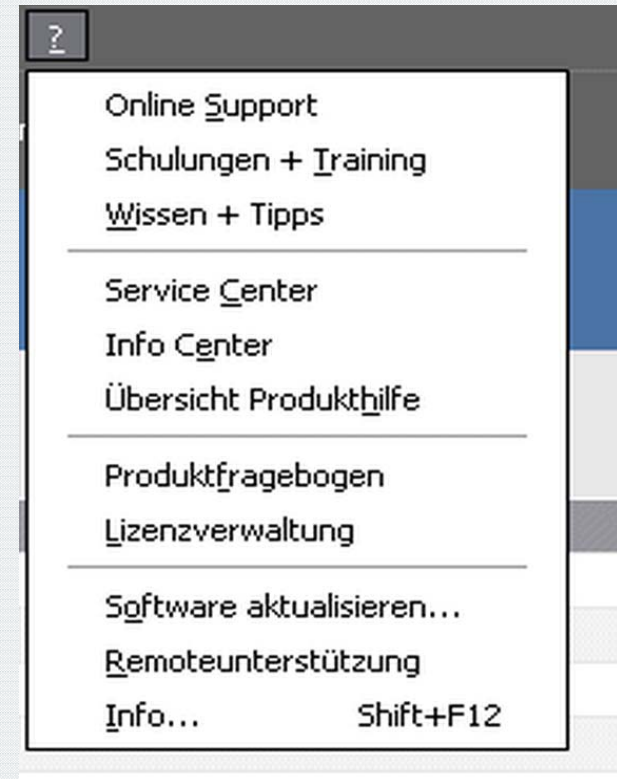 ?
Online Support
Schulungen + Training
Wissen + Tipps
Service Center
Info Center
Übersicht Produkthilfe
Produktfragebogen
Lizenzverwaltung
Software aktualisieren...
Remoteunterstützung
Info... Shift+F12